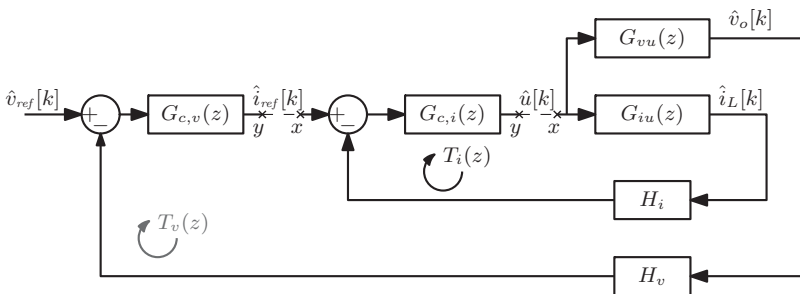 v̂_o[k]
G_vu(z)
v̂_ref[k]
+
−
G_c,v(z)
î_ref[k]
y
x
+
−
G_c,i(z)
û[k]
y
x
G_iu(z)
î_L[k]
T_i(z)
H_i
T_v(z)
H_v